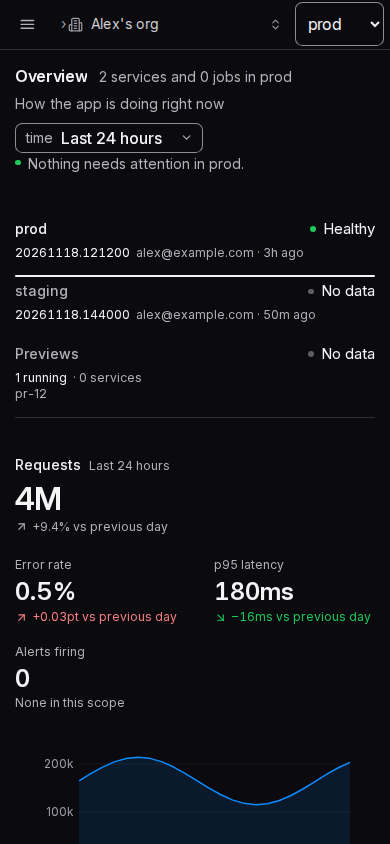 Alex's org
prod
Overview 2 services and 0 jobs in prod
How the app is doing right now
time Last 24 hours
Nothing needs attention in prod.
prod Healthy
20261118.121200 alex@example.com · 3h ago
staging No data
20261118.144000 alex@example.com · 50m ago
Previews No data
1 running · 0 services
pr-12
Requests Last 24 hours
4M
+9.4% vs previous day
Error rate p95 latency
0.5% 180ms
+0.03pt vs previous day −16ms vs previous day
Alerts firing
0
None in this scope
200k
100k